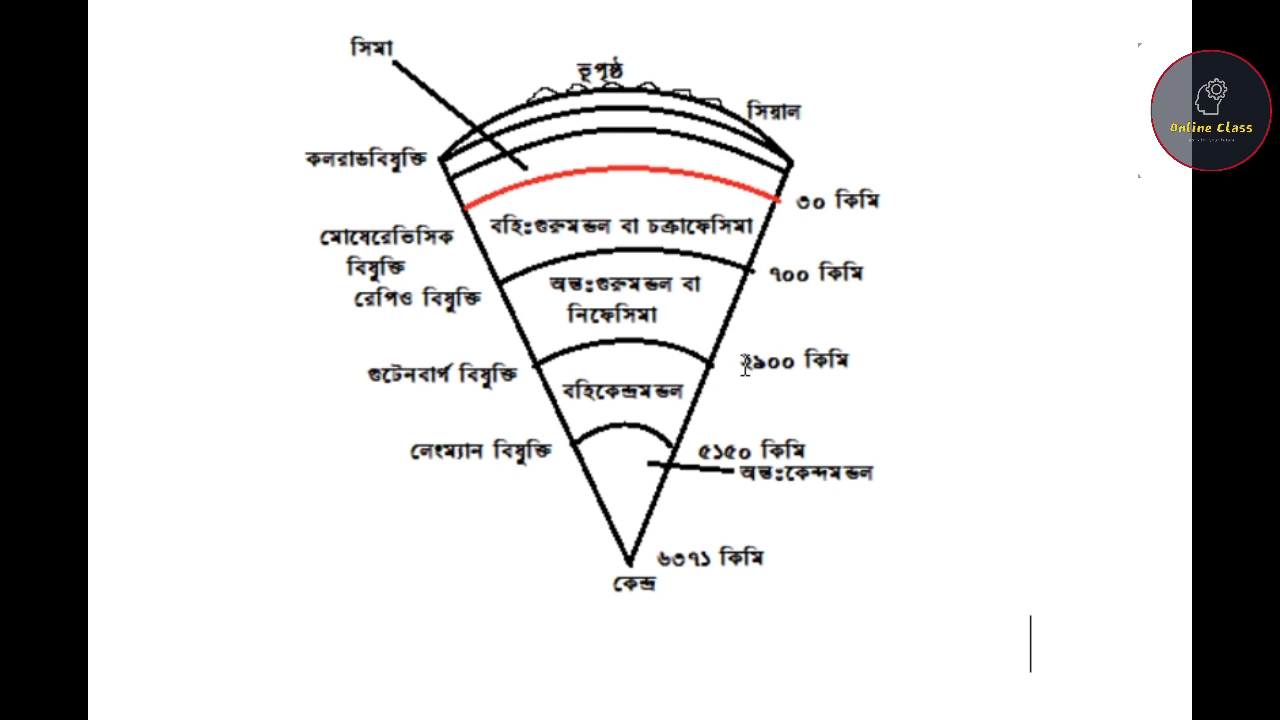 সিমা
ভূপৃষ্ঠ
সিয়াল
Online Class
কনরাডবিযুক্তি
৩০ কিমি
বহিঃগুরুমন্ডল বা চক্রাফেসিমা
মোহোরোভিসিক
বিযুক্তি
৭০০ কিমি
রেপিও বিযুক্তি
অন্তঃগুরুমন্ডল বা
নিফেসিমা
২৯০০ কিমি
গুটেনবার্গ বিযুক্তি
বহিকেন্দ্রমন্ডল
লেংম্যান বিযুক্তি
৫১৫০ কিমি
অন্তঃকেন্দমন্ডল
৬৩৭১ কিমি
কেন্দ্র